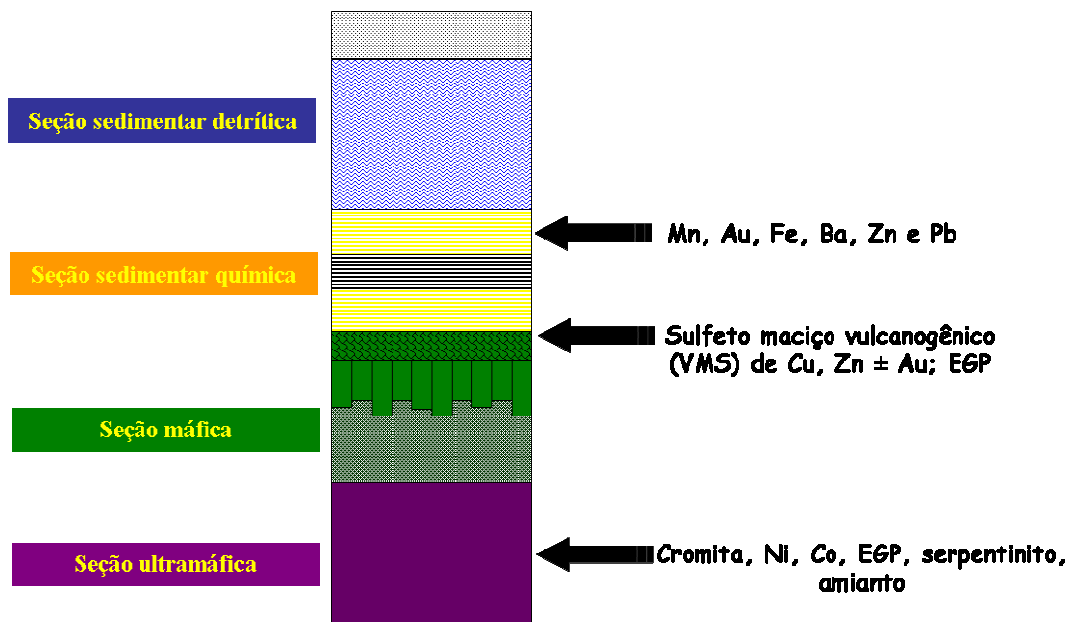 Seção sedimentar detrítica
Mn, Au, Fe, Ba, Zn e Pb
Seção sedimentar química
Sulfeto maciço vulcanogênico
(VMS) de Cu, Zn ± Au; EGP
Seção máfica
Seção ultramáfica
Cromita, Ni, Co, EGP, serpentinito,
amianto